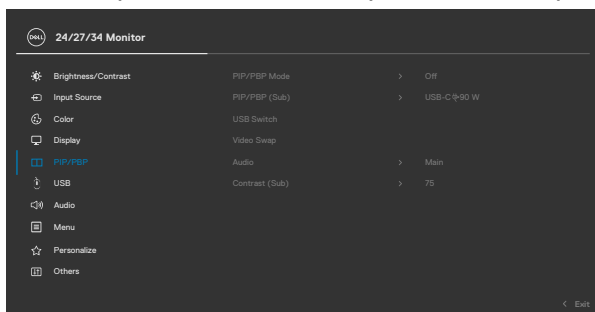 DELL 24/27/34 Monitor
Brightness/Contrast PIP/PBP Mode > Off
Input Source PIP/PBP (Sub) > USB-C 90 W
Color USB Switch
Display Video Swap
PIP/PBP Audio > Main
USB Contrast (Sub) > 75
Audio
Menu
Personalize
Others
< Exit